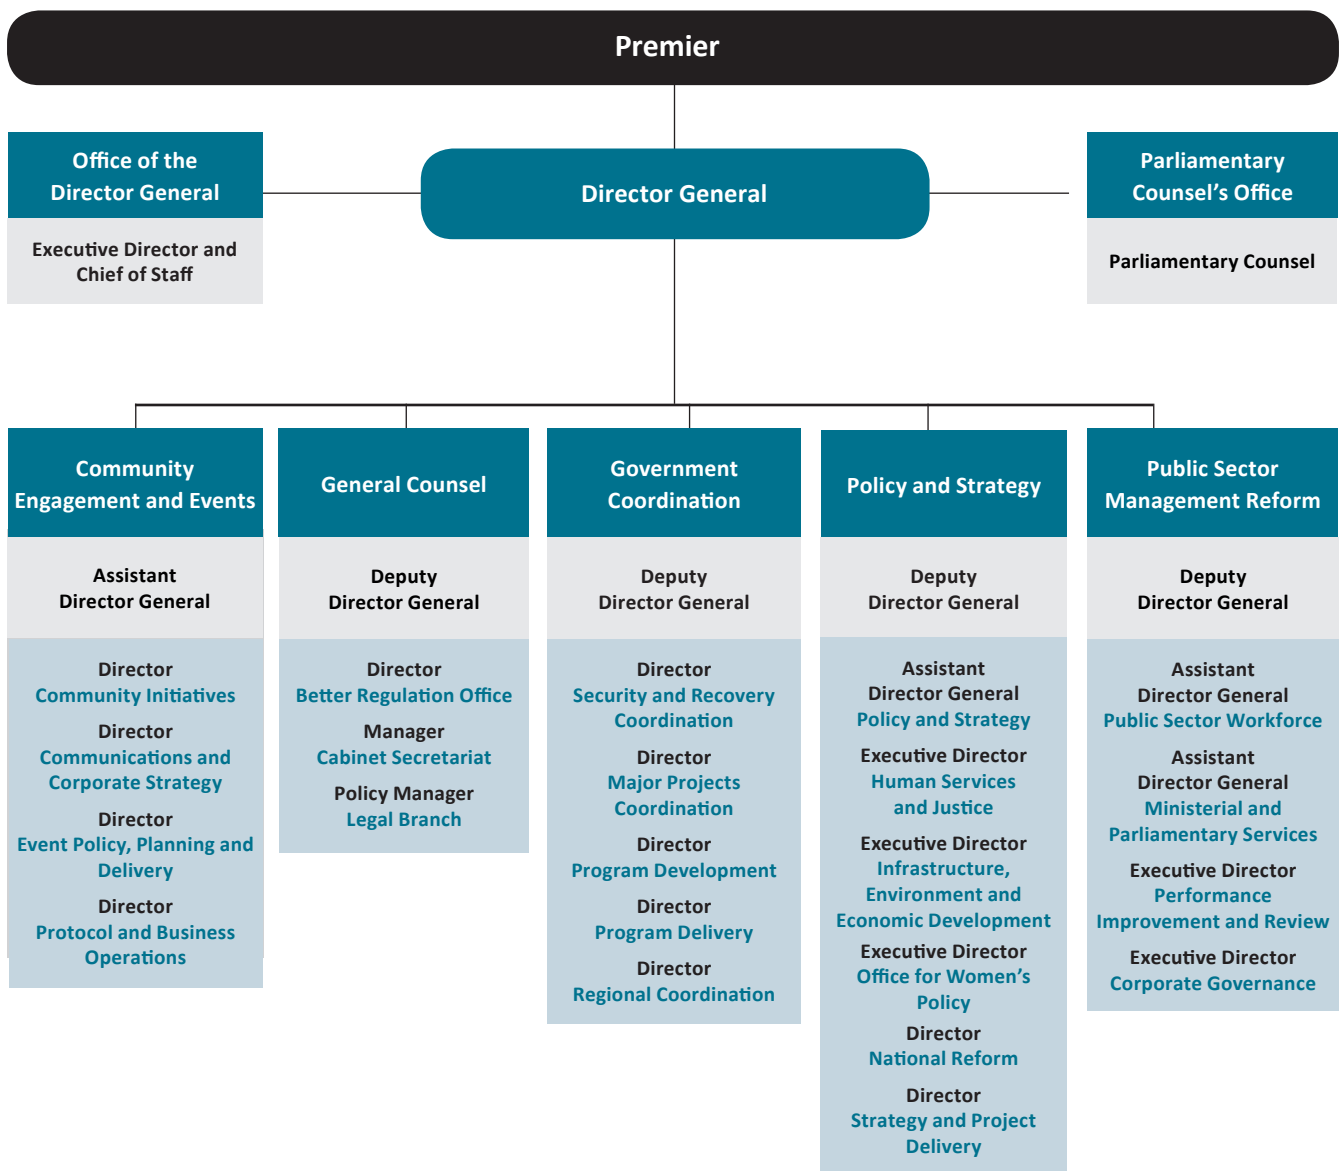 Premier
Office of the
Director General
Executive Director and
Chief of Staff
Director General
Parliamentary
Counsel's Office
Parliamentary Counsel
Community
Engagement and Events
Assistant
Director General
Director
Community Initiatives
Director
Communications and
Corporate Strategy
Director
Event Policy, Planning and
Delivery
Director
Protocol and Business
Operations
General Counsel
Deputy
Director General
Director
Better Regulation Office
Manager
Cabinet Secretariat
Policy Manager
Legal Branch
Government
Coordination
Deputy
Director General
Director
Security and Recovery
Coordination
Director
Major Projects
Coordination
Director
Program Development
Director
Program Delivery
Director
Regional Coordination
Policy and Strategy
Deputy
Director General
Assistant
Director General
Policy and Strategy
Executive Director
Human Services
and Justice
Executive Director
Infrastructure,
Environment and
Economic Development
Executive Director
Office for Women's
Policy
Director
National Reform
Director
Strategy and Project
Delivery
Public Sector
Management Reform
Deputy
Director General
Assistant
Director General
Public Sector Workforce
Assistant
Director General
Ministerial and
Parliamentary Services
Executive Director
Performance
Improvement and Review
Executive Director
Corporate Governance